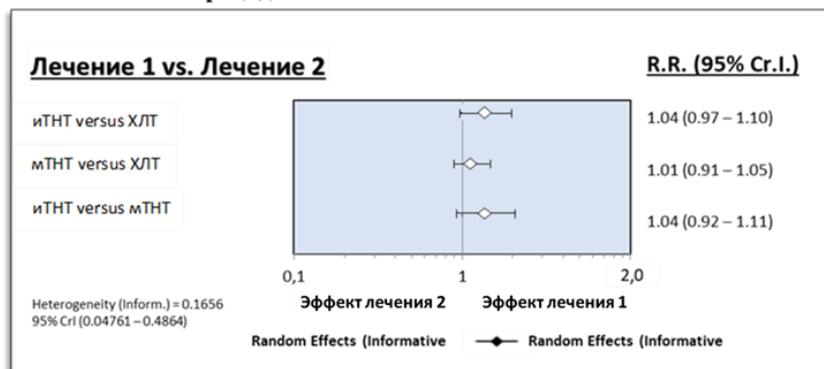 Лечение 1 vs. Лечение 2
R.R. (95% Cr.I.)
иТНТ versus ХЛТ
1.04 (0.97 – 1.10)
мТНТ versus ХЛТ
1.01 (0.91 – 1.05)
иТНТ versus мТНТ
1.04 (0.92 – 1.11)
0,1
1
2,0
Heterogeneity (Inform.) = 0.1656
95% CrI (0.04761 – 0.4864)
Эффект лечения 2
Эффект лечения 1
Random Effects (Informative
Random Effects (Informative